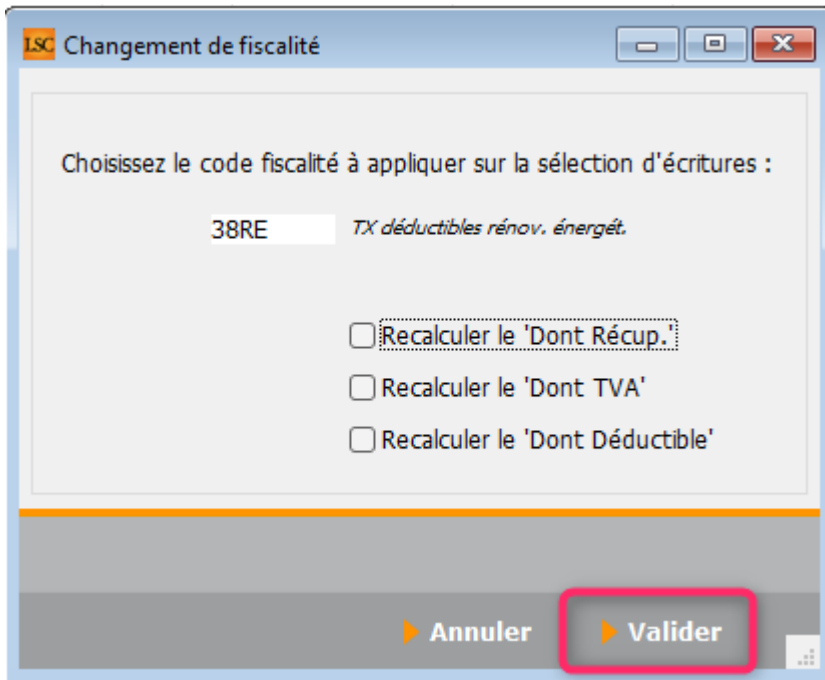 LSC Changement de fiscalité
Choisissez le code fiscalité à appliquer sur la sélection d'écritures :
38RE TX déductibles rénov. énergét.
Recalculer le 'Dont Récup.'
Recalculer le 'Dont TVA'
Recalculer le 'Dont Déductible'
Annuler Valider